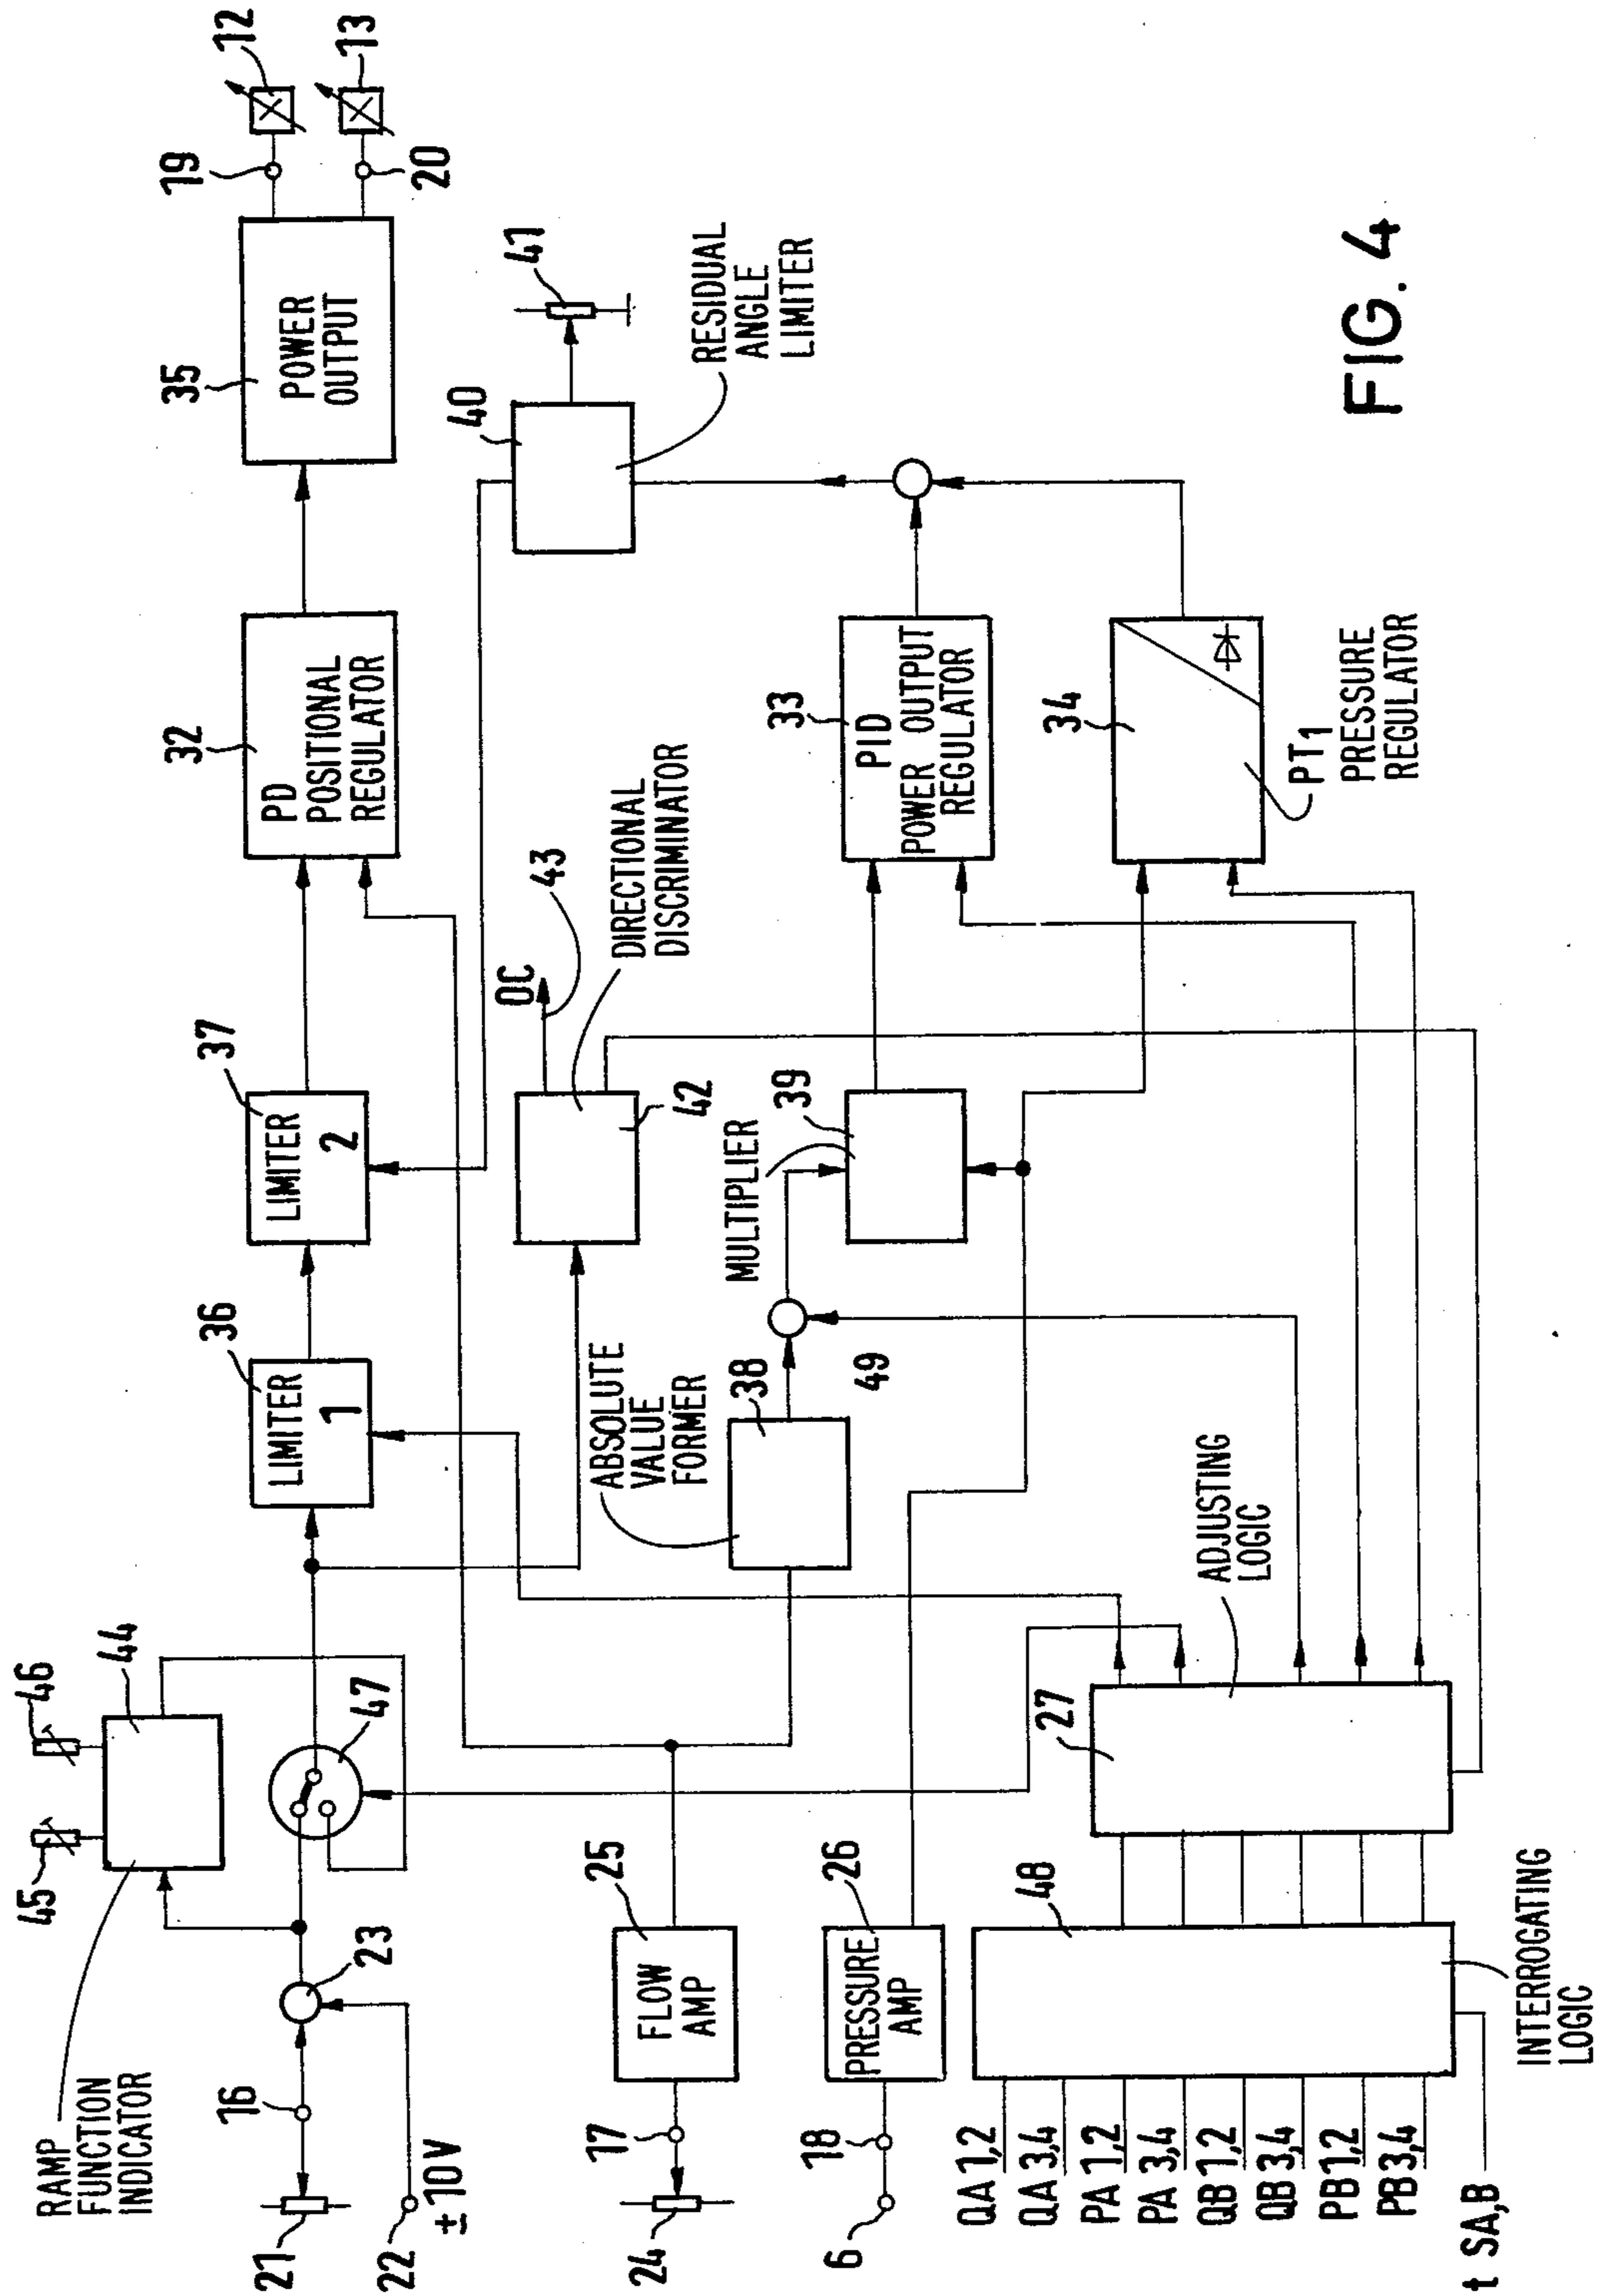 RAMP
FUNCTION
INDICATOR
45
46
44
21
16
23
22
± 10V
47
36
LIMITER
1
37
LIMITER
2
32
PD
POSITIONAL
REGULATOR
35
POWER
OUTPUT
19
12
20
13
OC
43
DIRECTIONAL
DISCRIMINATOR
42
40
41
RESIDUAL
ANGLE
LIMITER
24
17
25
FLOW
AMP
ABSOLUTE
VALUE
FORMER
38
49
MULTIPLIER
39
33
PID
POWER OUTPUT
REGULATOR
6
18
26
PRESSURE
AMP
34
PT1
PRESSURE
REGULATOR
QA 1,2
QA 3,4
PA 1,2
PA 3,4
QB 1,2
QB 3,4
PB 1,2
PB 3,4
t SA,B
48
INTERROGATING
LOGIC
27
ADJUSTING
LOGIC
FIG. 4